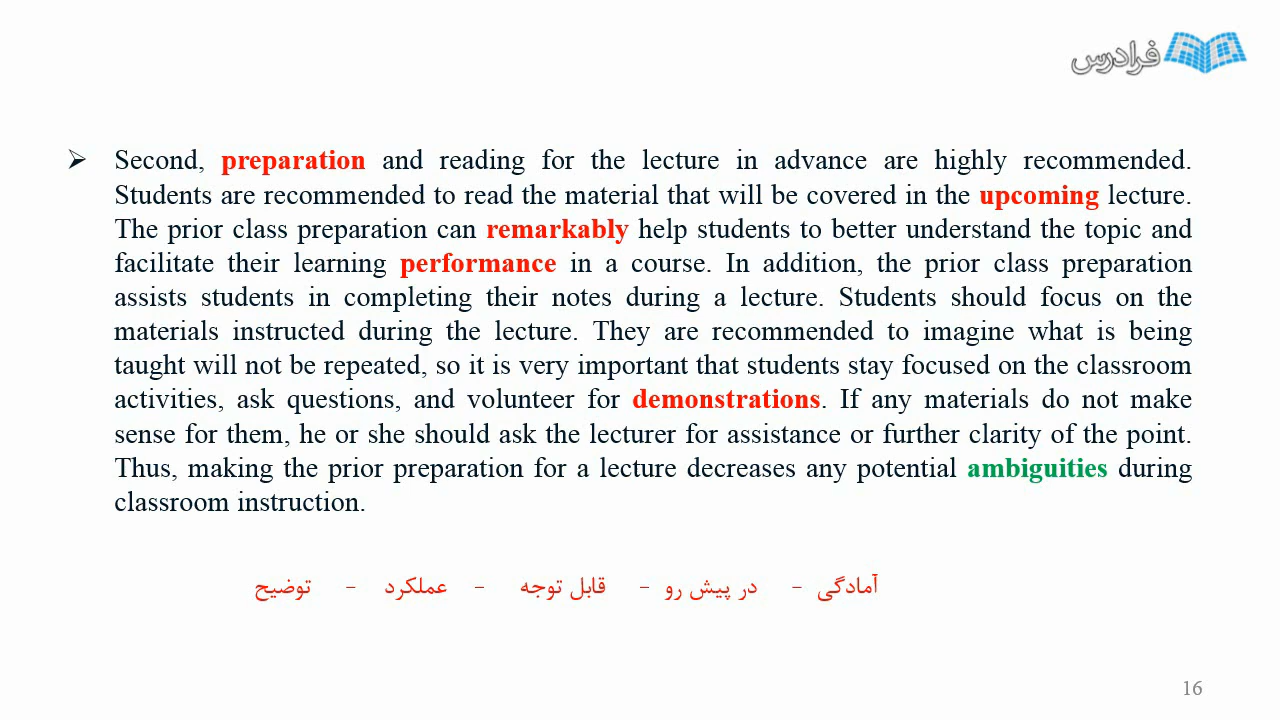 فرادرس
➢ Second, preparation and reading for the lecture in advance are highly recommended.
Students are recommended to read the material that will be covered in the upcoming lecture.
The prior class preparation can remarkably help students to better understand the topic and
facilitate their learning performance in a course. In addition, the prior class preparation
assists students in completing their notes during a lecture. Students should focus on the
materials instructed during the lecture. They are recommended to imagine what is being
taught will not be repeated, so it is very important that students stay focused on the classroom
activities, ask questions, and volunteer for demonstrations. If any materials do not make
sense for them, he or she should ask the lecturer for assistance or further clarity of the point.
Thus, making the prior preparation for a lecture decreases any potential ambiguities during
classroom instruction.
آمادگی - در پیش رو - قابل توجه - عملکرد - توضیح
16